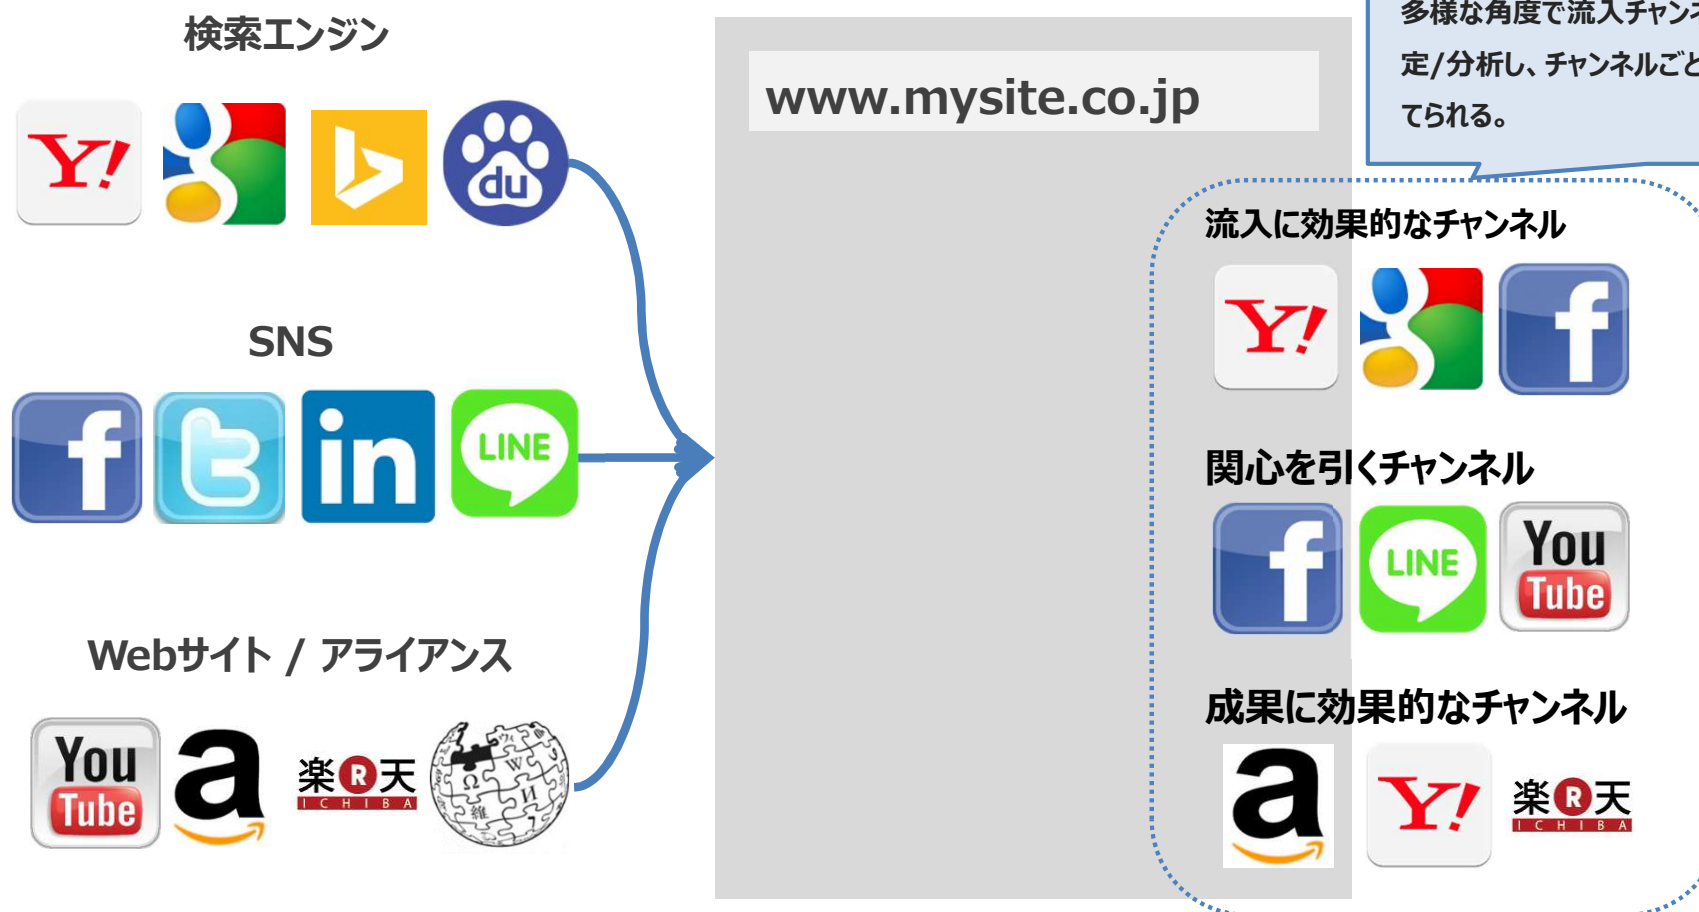 検索エンジン
Y!
du
SNS
f
t
in
LINE
Webサイト / アライアンス
You
Tube
a
楽R天
ICHIBA
Ω
W
И
維
www.mysite.co.jp
多様な角度で流入チャンネ
定/分析し、チャンネルごと
てられる。
流入に効果的なチャンネル
Y!
f
関心を引くチャンネル
f
LINE
You
Tube
成果に効果的なチャンネル
a
Y!
楽R天
ICHIBA